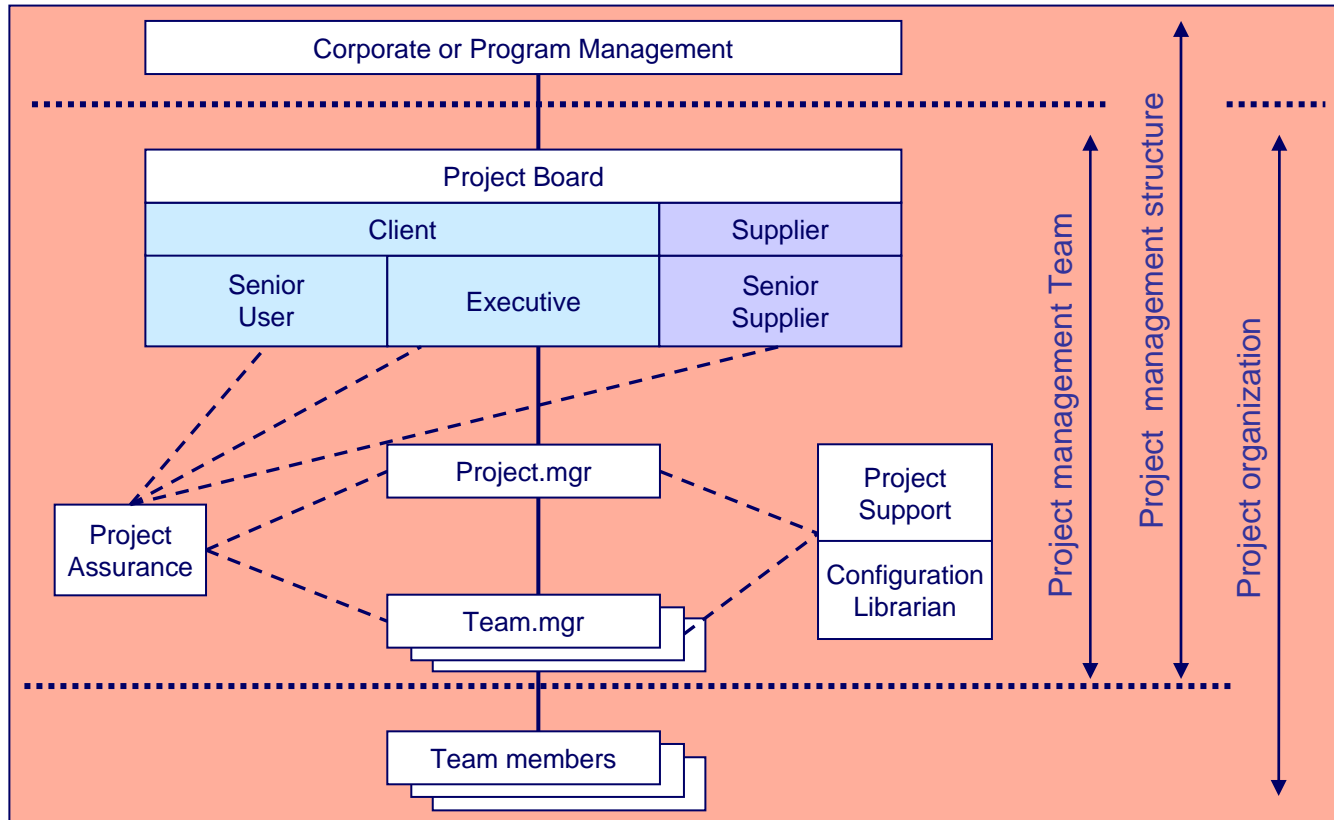 Corporate or Program Management
Project Board
Client
Supplier
Senior
User
Executive
Senior
Supplier
Project.mgr
Project
Support
Project
Assurance
Configuration
Librarian
Team.mgr
Team members
Project management Team
Project management structure
Project organization